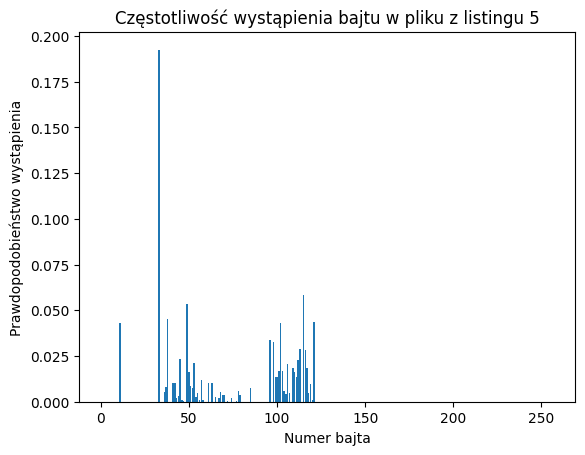 Częstotliwość wystąpienia bajtu w pliku z listingu 5
Prawdopodobieństwo wystąpienia
0.200
0.175
0.150
0.125
0.100
0.075
0.050
0.025
0.000
0 50 100 150 200 250
Numer bajta